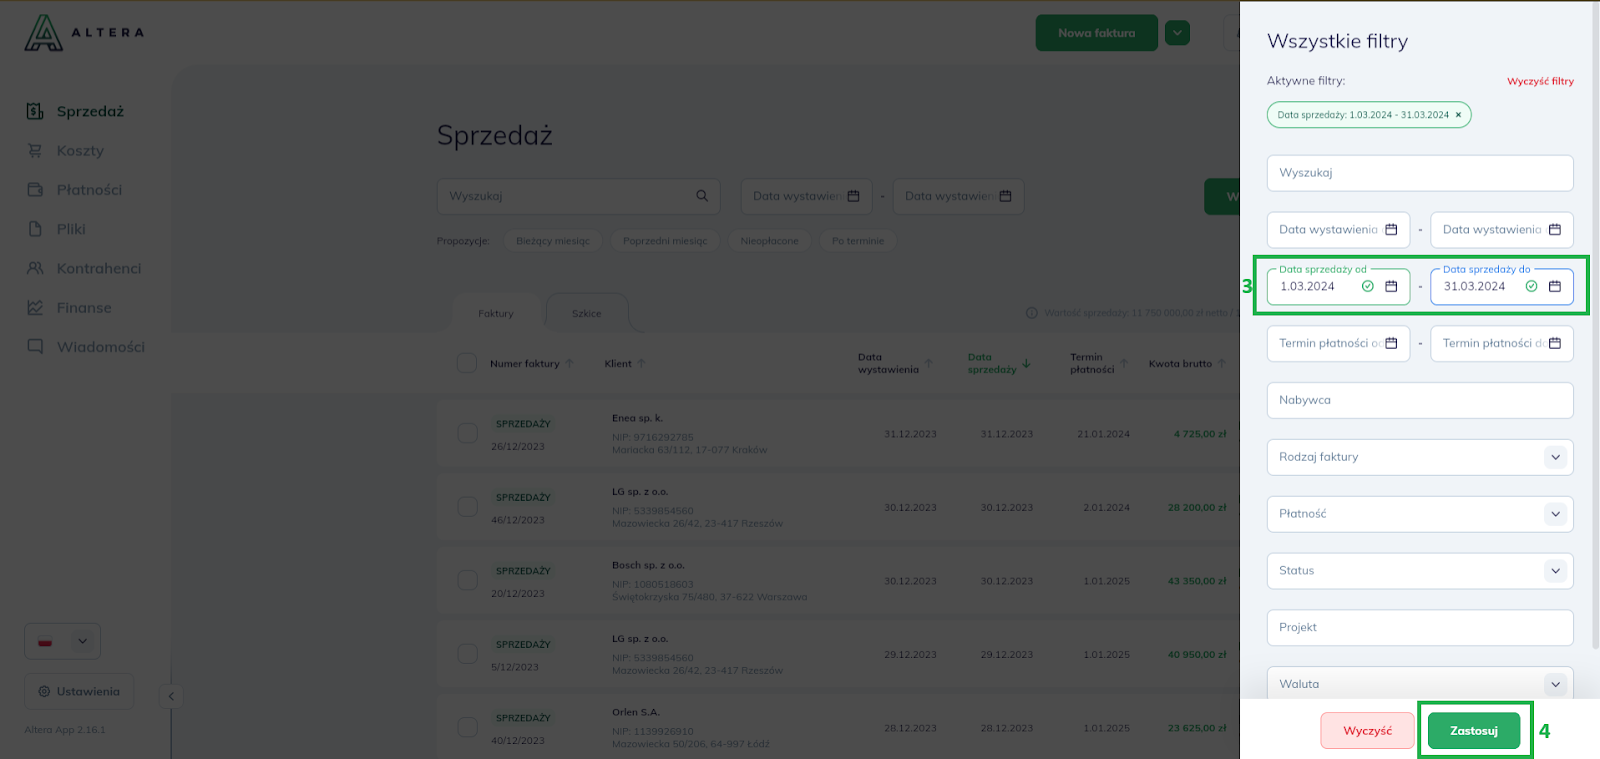 ALTERA
Nowa faktura
Sprzedaż
Koszty
Płatności
Pliki
Kontrahenci
Finanse
Wiadomości
Ustawienia
Altera App 2.16.1
Sprzedaż
Wyszukaj
Data wystawien
-
Data wystawien
W
Propozycje:
Bieżący miesiąc
Poprzedni miesiąc
Nieopłacone
Po terminie
Faktury
Szkice
Wartość sprzedaży: 11 750 000,00 zł netto /
Numer faktury
Klient
Data wystawienia
Data sprzedaży
Termin płatności
Kwota brutto
SPRZEDAŻY
26/12/2023
Enea sp. k.
NIP: 9716292785
Mariacka 63/112, 17-077 Kraków
31.12.2023
31.12.2023
21.01.2024
4 725,00 zł
SPRZEDAŻY
46/12/2023
LG sp. z o.o.
NIP: 5339854560
Mazowiecka 26/42, 23-417 Rzeszów
30.12.2023
30.12.2023
2.01.2024
28 200,00 zł
SPRZEDAŻY
20/12/2023
Bosch sp. z o.o.
NIP: 1080518603
Świętokrzyska 75/480, 37-622 Warszawa
30.12.2023
30.12.2023
1.01.2025
43 350,00 zł
SPRZEDAŻY
5/12/2023
LG sp. z o.o.
NIP: 5339854560
Mazowiecka 26/42, 23-417 Rzeszów
29.12.2023
29.12.2023
1.01.2025
40 950,00 zł
SPRZEDAŻY
40/12/2023
Orlen S.A.
NIP: 1139926910
Mazowiecka 50/206, 64-997 Łódź
28.12.2023
28.12.2023
1.01.2025
23 625,00 zł
Wszystkie filtry
Aktywne filtry:
Wyczyść filtry
Data sprzedaży: 1.03.2024 - 31.03.2024 ×
Wyszukaj
Data wystawienia
-
Data wystawienia
3
Data sprzedaży od
1.03.2024
-
Data sprzedaży do
31.03.2024
Termin płatności od
-
Termin płatności do
Nabywca
Rodzaj faktury
Płatność
Status
Projekt
Waluta
Wyczyść
Zastosuj
4